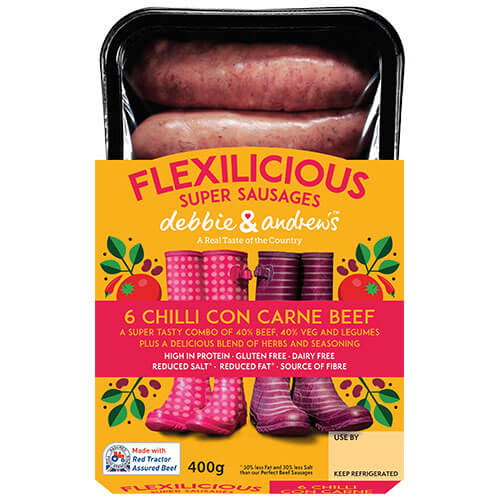 FLEXILICIOUS
SUPER SAUSAGES
debbie & andrew's™
A Real Taste of the Country
6 CHILLI CON CARNE BEEF
A SUPER TASTY COMBO OF 40% BEEF, 40% VEG AND LEGUMES
PLUS A DELICIOUS BLEND OF HERBS AND SEASONING
HIGH IN PROTEIN · GLUTEN FREE · DAIRY FREE
REDUCED SALT* · REDUCED FAT* · SOURCE OF FIBRE
Made with
Red Tractor
Assured Beef
400g
* 30% less Fat and 30% less Salt
than our Perfect Beef Sausages
USE BY
KEEP REFRIGERATED
6 CHILLI
CON CARNE